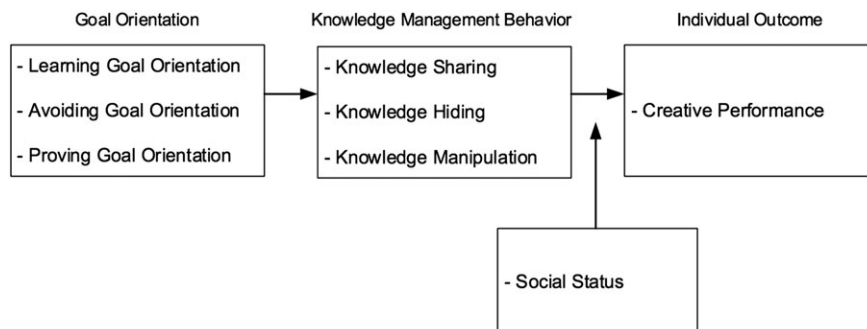 Goal Orientation
Knowledge Management Behavior
Individual Outcome
- Learning Goal Orientation
- Avoiding Goal Orientation
- Proving Goal Orientation
- Knowledge Sharing
- Knowledge Hiding
- Knowledge Manipulation
- Creative Performance
- Social Status